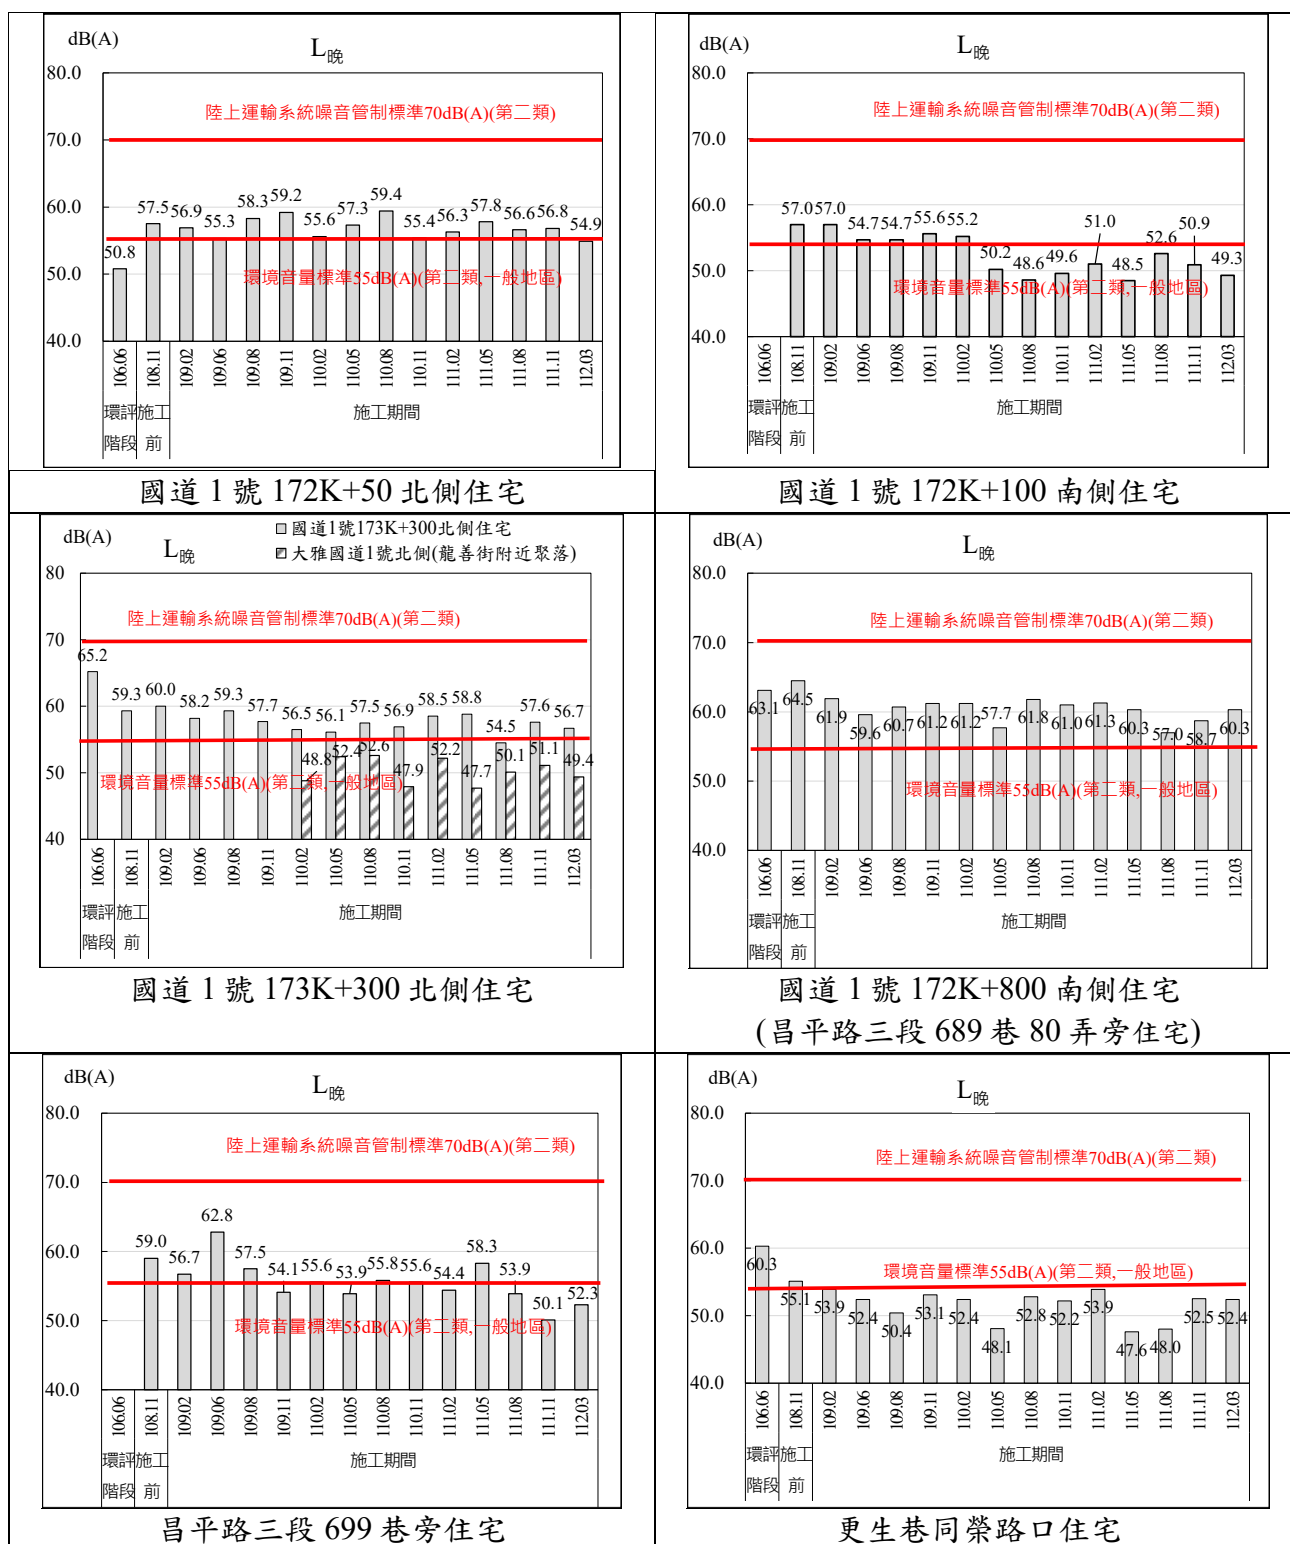 dB(A)
L晚
80.0
70.0
60.0
50.0
40.0
陸上運輸系統噪音管制標準70dB(A)(第二類)
環境音量標準55dB(A)(第二類,一般地區)
50.8 57.5 56.9 55.3 58.3 59.2 55.6 57.3 59.4 55.4 56.3 57.8 56.6 56.8 54.9
106.06 108.11 109.02 109.06 109.08 109.11 110.02 110.05 110.08 110.11 111.02 111.05 111.08 111.11 112.03
環評階段 施工前 施工期間
國道 1 號 172K+50 北側住宅
dB(A)
L晚
80.0
70.0
60.0
50.0
40.0
陸上運輸系統噪音管制標準70dB(A)(第二類)
環境音量標準55dB(A)(第二類,一般地區)
57.0 57.0 54.7 54.7 55.6 55.2 50.2 48.6 49.6 51.0 48.5 52.6 50.9 49.3
106.06 108.11 109.02 109.06 109.08 109.11 110.02 110.05 110.08 110.11 111.02 111.05 111.08 111.11 112.03
環評階段 施工前 施工期間
國道 1 號 172K+100 南側住宅
dB(A)
L晚
國道1號173K+300北側住宅
大雅國道1號北側(龍善街附近聚落)
80
70
60
50
40
陸上運輸系統噪音管制標準70dB(A)(第二類)
環境音量標準55dB(A)(第二類,一般地區)
65.2 59.3 60.0 58.2 59.3 57.7 56.5 56.1 57.5 56.9 58.5 58.8 54.5 57.6 56.7
48.8 52.4 52.6 47.9 52.2 47.7 50.1 51.1 49.4
106.06 108.11 109.02 109.06 109.08 109.11 110.02 110.05 110.08 110.11 111.02 111.05 111.08 111.11 112.03
環評階段 施工前 施工期間
國道 1 號 173K+300 北側住宅
dB(A)
L晚
80.0
70.0
60.0
50.0
40.0
陸上運輸系統噪音管制標準70dB(A)(第二類)
環境音量標準55dB(A)(第二類,一般地區)
63.1 64.5 61.9 59.6 60.7 61.2 61.2 57.7 61.8 61.0 61.3 60.3 57.0 58.7 60.3
106.06 108.11 109.02 109.06 109.08 109.11 110.02 110.05 110.08 110.11 111.02 111.05 111.08 111.11 112.03
環評階段 施工前 施工期間
國道 1 號 172K+800 南側住宅
(昌平路三段 689 巷 80 弄旁住宅)
dB(A)
L晚
80.0
70.0
60.0
50.0
40.0
陸上運輸系統噪音管制標準70dB(A)(第二類)
環境音量標準55dB(A)(第二類,一般地區)
59.0 56.7 62.8 57.5 54.1 55.6 53.9 55.8 55.6 54.4 58.3 53.9 50.1 52.3
106.06 108.11 109.02 109.06 109.08 109.11 110.02 110.05 110.08 110.11 111.02 111.05 111.08 111.11 112.03
環評階段 施工前 施工期間
昌平路三段 699 巷旁住宅
dB(A)
L晚
80.0
70.0
60.0
50.0
40.0
陸上運輸系統噪音管制標準70dB(A)(第二類)
環境音量標準55dB(A)(第二類,一般地區)
60.3 55.1 53.9 52.4 50.4 53.1 52.4 48.1 52.8 52.2 53.9 47.6 48.0 52.5 52.4
106.06 108.11 109.02 109.06 109.08 109.11 110.02 110.05 110.08 110.11 111.02 111.05 111.08 111.11 112.03
環評階段 施工前 施工期間
更生巷同榮路口住宅